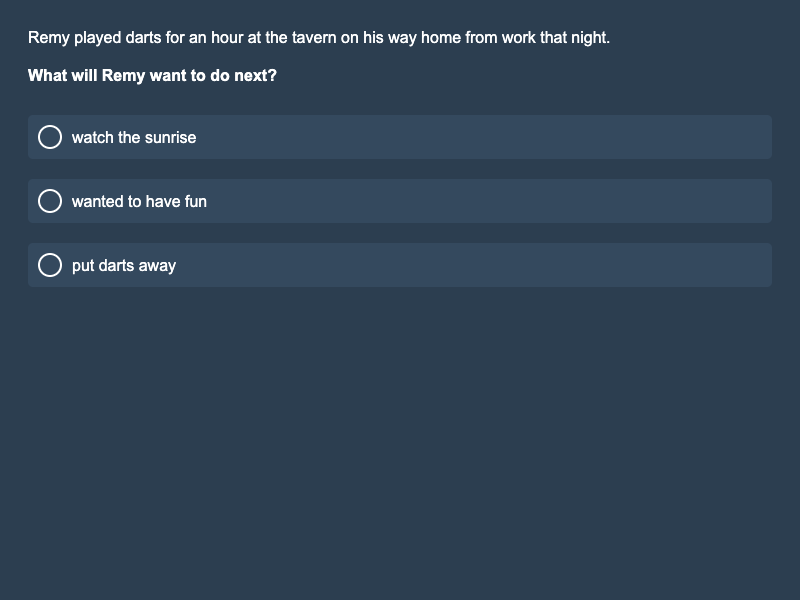 Remy played darts for an hour at the tavern on his way home from work that night.
What will Remy want to do next?
watch the sunrise
wanted to have fun
put darts away